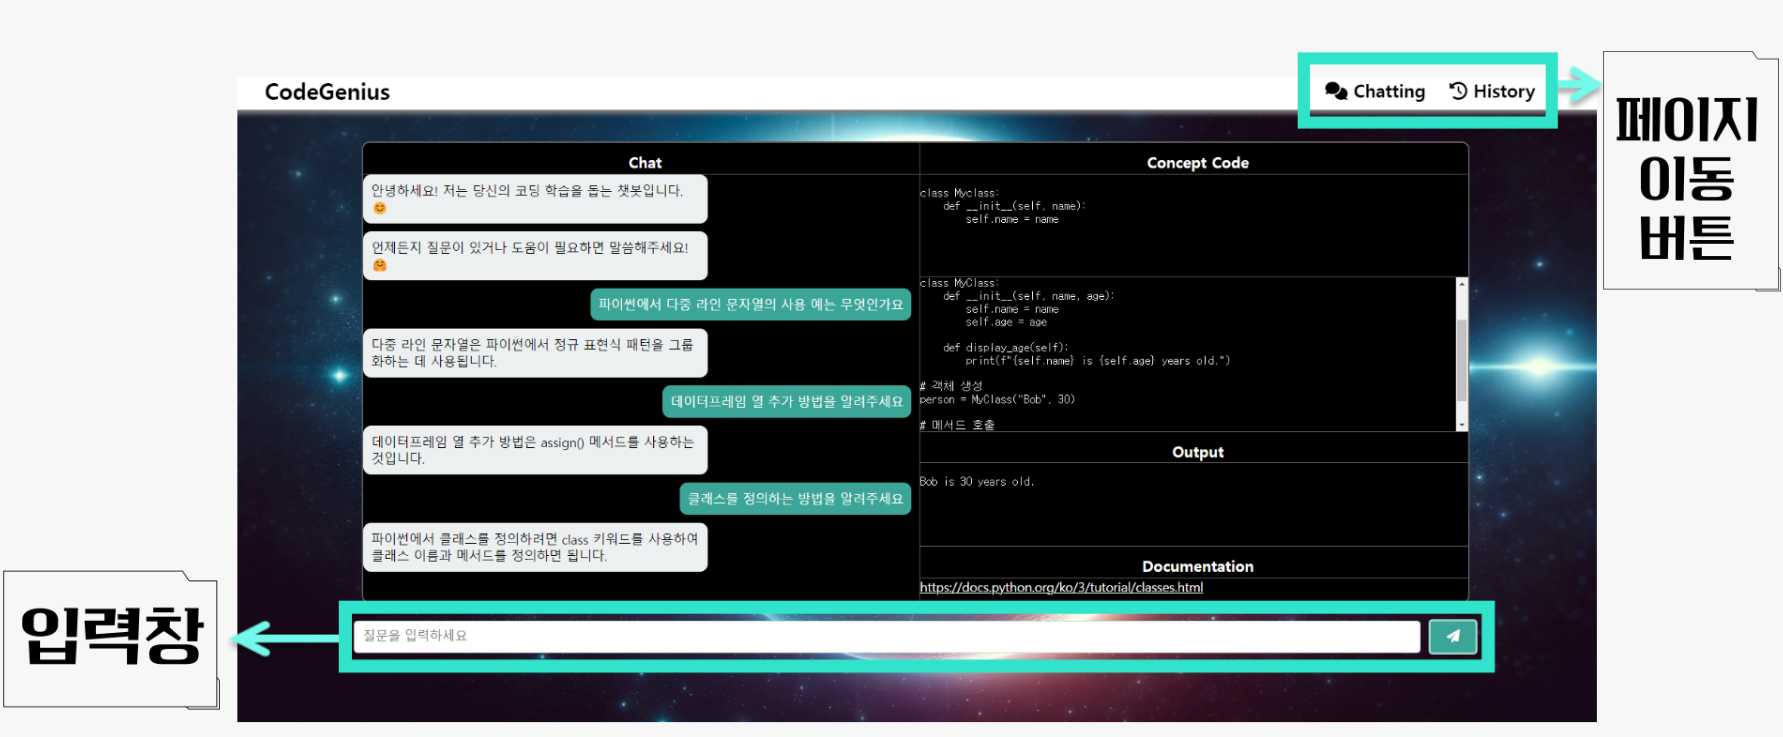 CodeGenius
Chatting
History
페이지
이동
버튼
Chat
안녕하세요! 저는 당신의 코딩 학습을 돕는 챗봇입니다.
😊
언제든지 질문이 있거나 도움이 필요하면 말씀해주세요!
🤗
파이썬에서 다중 라인 문자열의 사용 예는 무엇인가요
다중 라인 문자열은 파이썬에서 정규 표현식 패턴을 그룹
화하는 데 사용됩니다.
데이터프레임 열 추가 방법을 알려주세요
데이터프레임 열 추가 방법은 assign() 메서드를 사용하는
것입니다.
클래스를 정의하는 방법을 알려주세요
파이썬에서 클래스를 정의하려면 class 키워드를 사용하여
클래스 이름과 메서드를 정의하면 됩니다.
Concept Code
class Myclass:
    def __init__(self, name):
        self.name = name
class MyClass:
    def __init__(self, name, age):
        self.name = name
        self.age = age
    def display_age(self):
        print(f"{self.name} is {self.age} years old.")
# 객체 생성
person = MyClass("Bob", 30)
# 메서드 호출
Output
Bob is 30 years old.
Documentation
https://docs.python.org/ko/3/tutorial/classes.html
입력창
질문을 입력하세요